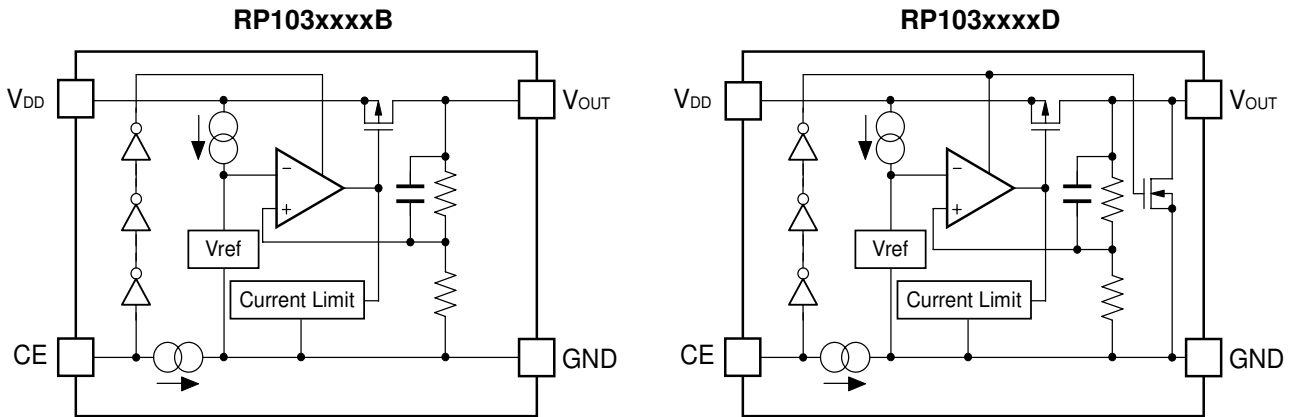 RP103xxxxB
VDD
VOUT
−
+
Vref
Current Limit
CE
GND
RP103xxxxD
VDD
VOUT
−
+
Vref
Current Limit
CE
GND